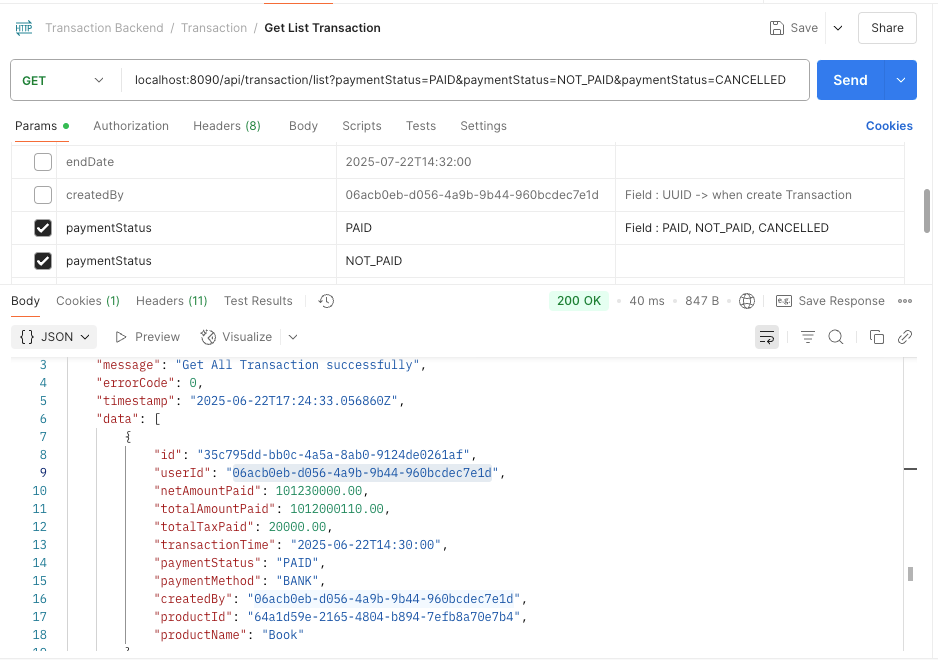 HTTP Transaction Backend / Transaction / Get List Transaction Save Share
GET localhost:8090/api/transaction/list?paymentStatus=PAID&paymentStatus=NOT_PAID&paymentStatus=CANCELLED Send
Params Authorization Headers (8) Body Scripts Tests Settings Cookies
endDate 2025-07-22T14:32:00
createdBy 06acb0eb-d056-4a9b-9b44-960bcdec7e1d Field : UUID -> when create Transaction
paymentStatus PAID Field : PAID, NOT_PAID, CANCELLED
paymentStatus NOT_PAID
Body Cookies (1) Headers (11) Test Results 200 OK • 40 ms • 847 B • Save Response
{} JSON Preview Visualize
3 "message": "Get All Transaction successfully",
4 "errorCode": 0,
5 "timestamp": "2025-06-22T17:24:33.056860Z",
6 "data": [
7 {
8 "id": "35c795dd-bb0c-4a5a-8ab0-9124de0261af",
9 "userId": "06acb0eb-d056-4a9b-9b44-960bcdec7e1d",
10 "netAmountPaid": 101230000.00,
11 "totalAmountPaid": 1012000110.00,
12 "totalTaxPaid": 20000.00,
13 "transactionTime": "2025-06-22T14:30:00",
14 "paymentStatus": "PAID",
15 "paymentMethod": "BANK",
16 "createdBy": "06acb0eb-d056-4a9b-9b44-960bcdec7e1d",
17 "productId": "64a1d59e-2165-4804-b894-7efb8a70e7b4",
18 "productName": "Book"